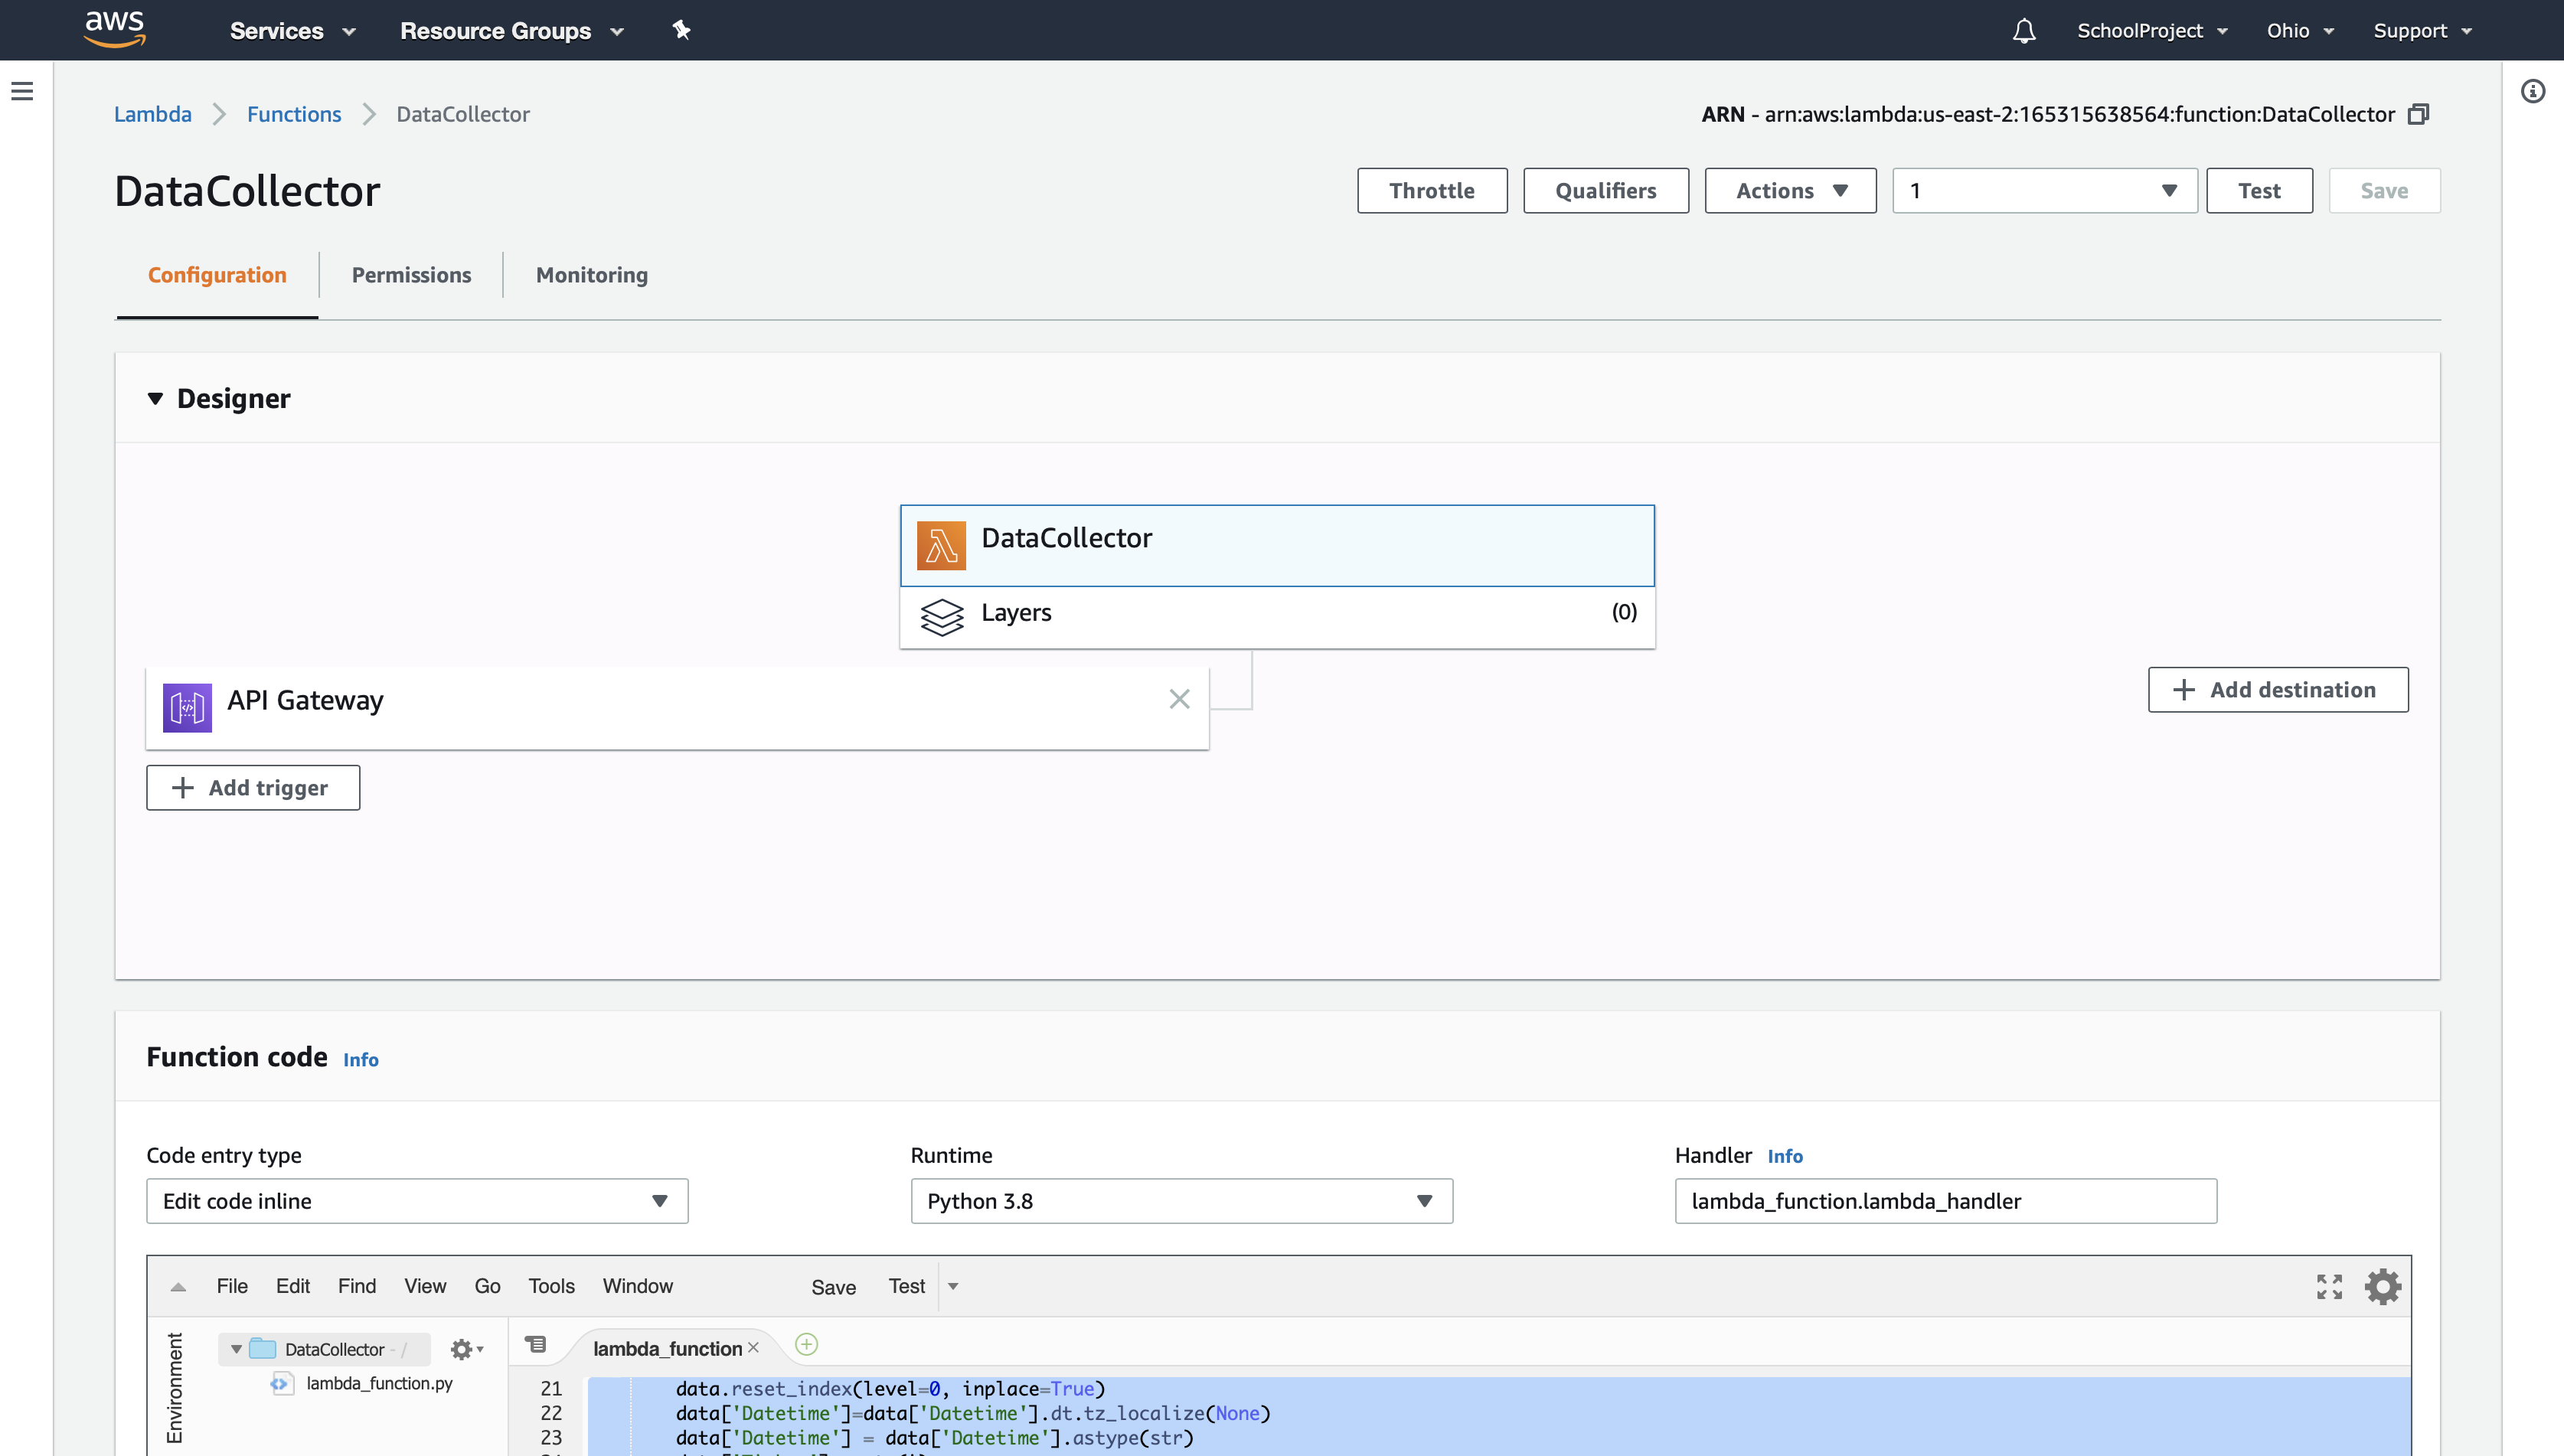 aws Services Resource Groups SchoolProject Ohio Support
Lambda Functions DataCollector ARN - arn:aws:lambda:us-east-2:165315638564:function:DataCollector
DataCollector Throttle Qualifiers Actions 1 Test Save
Configuration Permissions Monitoring
Designer
DataCollector
Layers (0)
API Gateway
Add destination
Add trigger
Function code Info
Code entry type Runtime Handler Info
Edit code inline Python 3.8 lambda_function.lambda_handler
File Edit Find View Go Tools Window Save Test
Environment
DataCollector - / lambda_function
lambda_function.py
21 data.reset_index(level=0, inplace=True)
22 data['Datetime']=data['Datetime'].dt.tz_localize(None)
23 data['Datetime'] = data['Datetime'].astype(str)